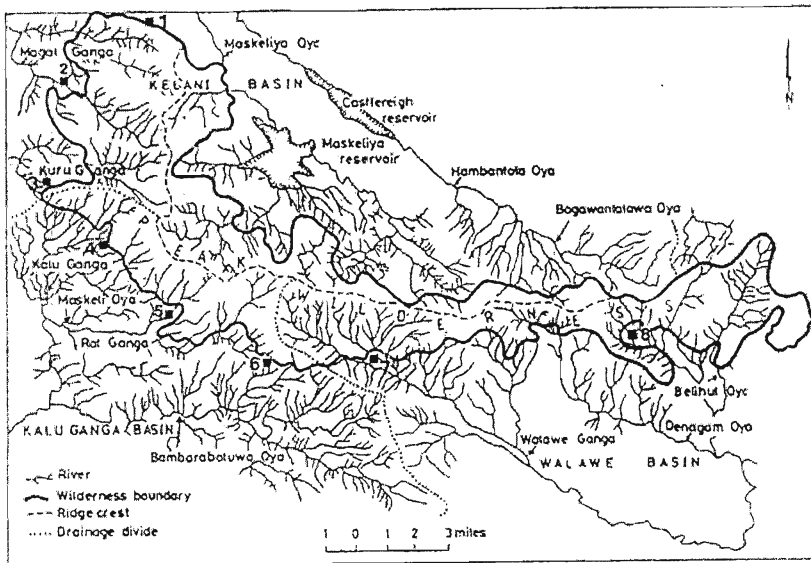 1
Maskeliya Oya
Magal Ganga
2
KELANI BASIN
N
Castlereigh
reservoir
Maskeliya
reservoir
Kuru Ganga
3
Hambantota Oya
Bogawantalawa Oya
4
PEAK WILDERNESS
Kalu Ganga
Maskeli Oya
5
Rat Ganga
8
6
Belihul Oya
Denagam Oya
KALU GANGA BASIN
Walawe Ganga
Bambarabotuwa Oya
WALAWE BASIN
River
Wilderness boundary
Ridge crest
Drainage divide
1 0 1 2 3 miles